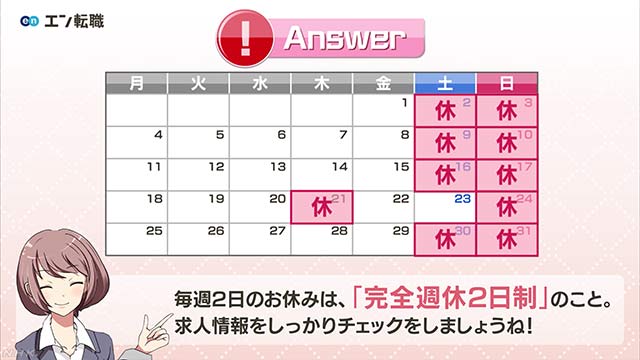 en エン転職
! Answer
月 火 水 木 金 土 日
1 休 2 休 3
4 5 6 7 8 休 9 休 10
11 12 13 14 15 休 16 休 17
18 19 20 休 21 22 23 休 24
25 26 27 28 29 休 30 休 31
毎週2日のお休みは、「完全週休2日制」のこと。
求人情報をしっかりチェックをしましょうね!